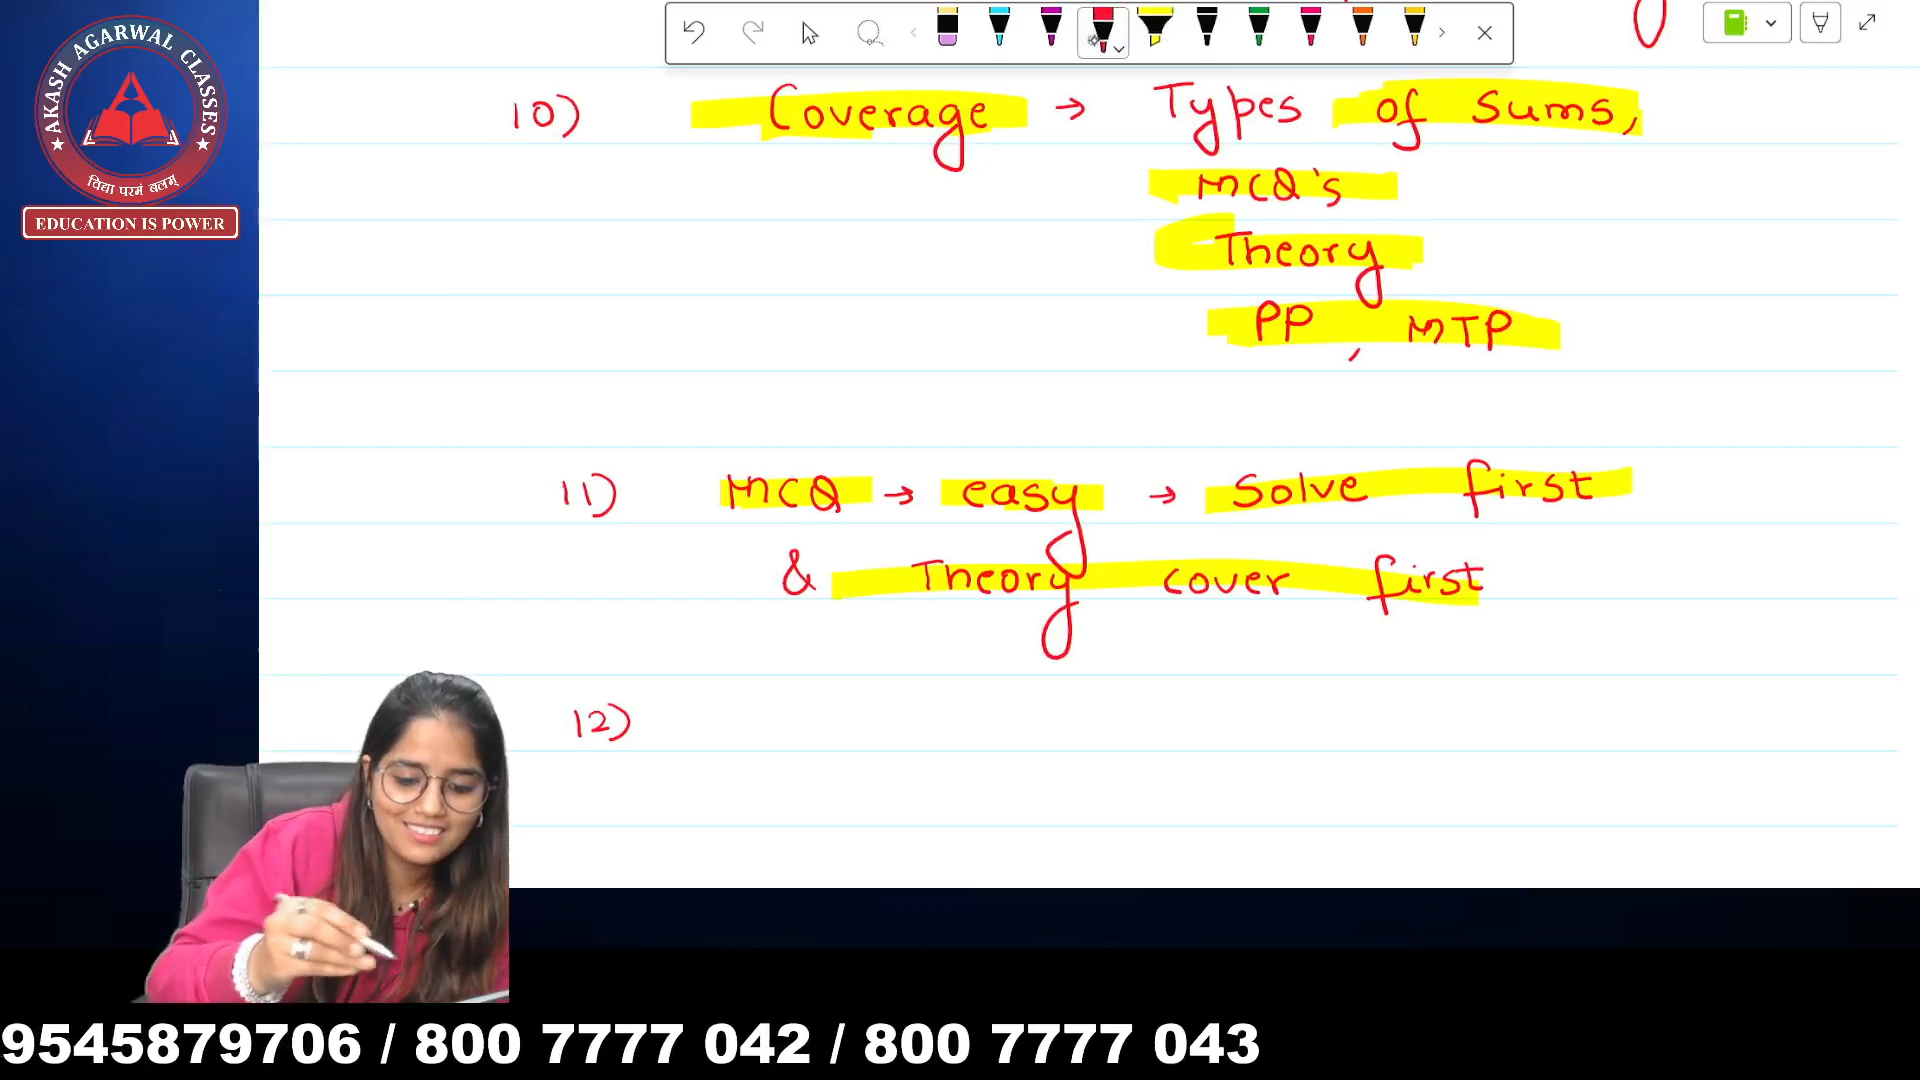 AKASH AGARWAL CLASSES
विद्या परमं बलम्
EDUCATION IS POWER
10) Coverage → Types of Sums,
MCQ's
Theory
PP, MTP
11) MCQ → easy → Solve first
& Theory cover first
12)
9545879706 / 800 7777 042 / 800 7777 043